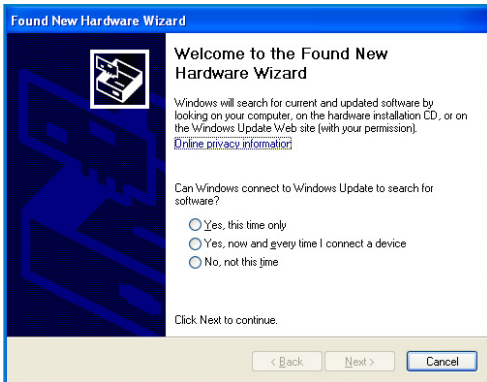 Found New Hardware Wizard
Welcome to the Found New
Hardware Wizard
Windows will search for current and updated software by
looking on your computer, on the hardware installation CD, or on
the Windows Update Web site (with your permission).
Online privacy information
Can Windows connect to Windows Update to search for
software?
Yes, this time only
Yes, now and every time I connect a device
No, not this time
Click Next to continue.
< Back Next > Cancel